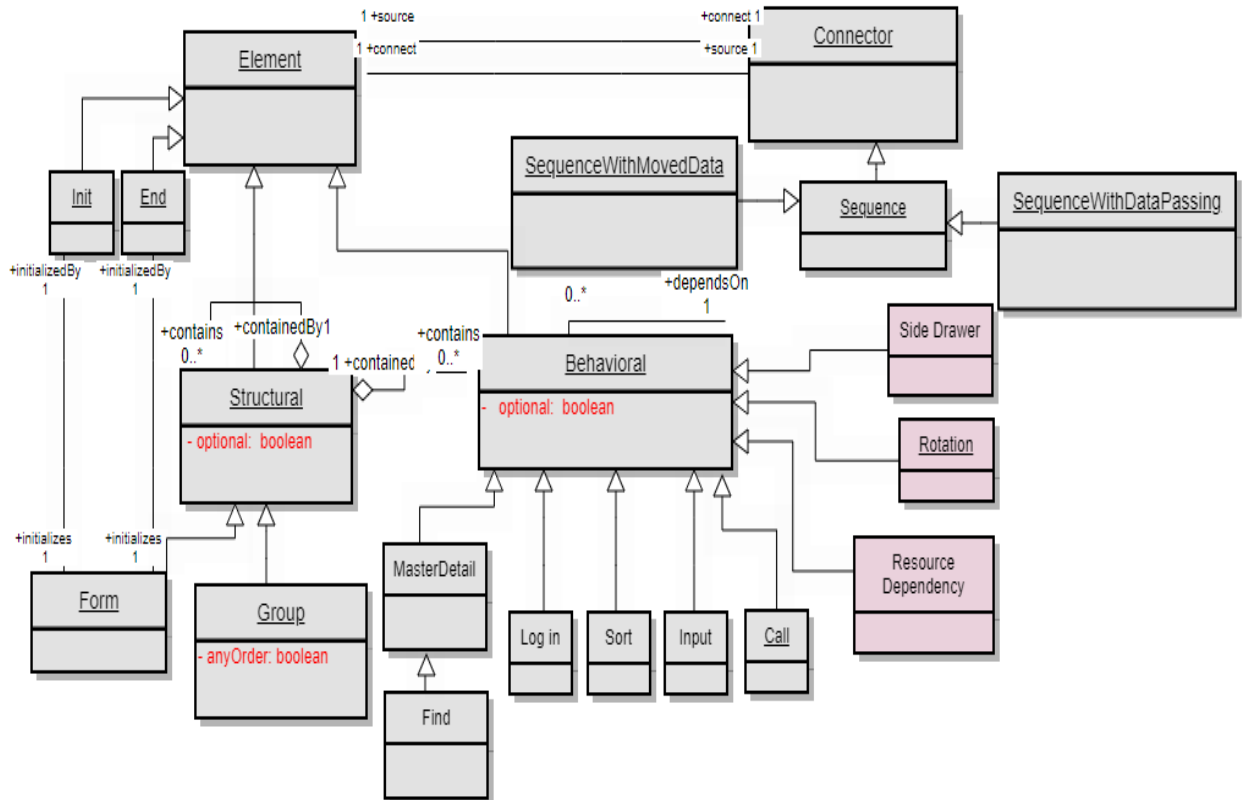 1 +source
+connect 1
1 +connect
+source 1
Element
Connector
SequenceWithMovedData
Init
End
Sequence
SequenceWithDataPassing
+initializedBy
1
+initializedBy
1
+dependsOn
0..*
1
+contains
0..*
+containedBy1
+contains
1 +contained
0..*
Side Drawer
Behavioral
- optional: boolean
Structural
- optional: boolean
Rotation
+initializes
1
+initializes
1
Resource
Dependency
MasterDetail
Form
Group
- anyOrder: boolean
Log in
Sort
Input
Call
Find